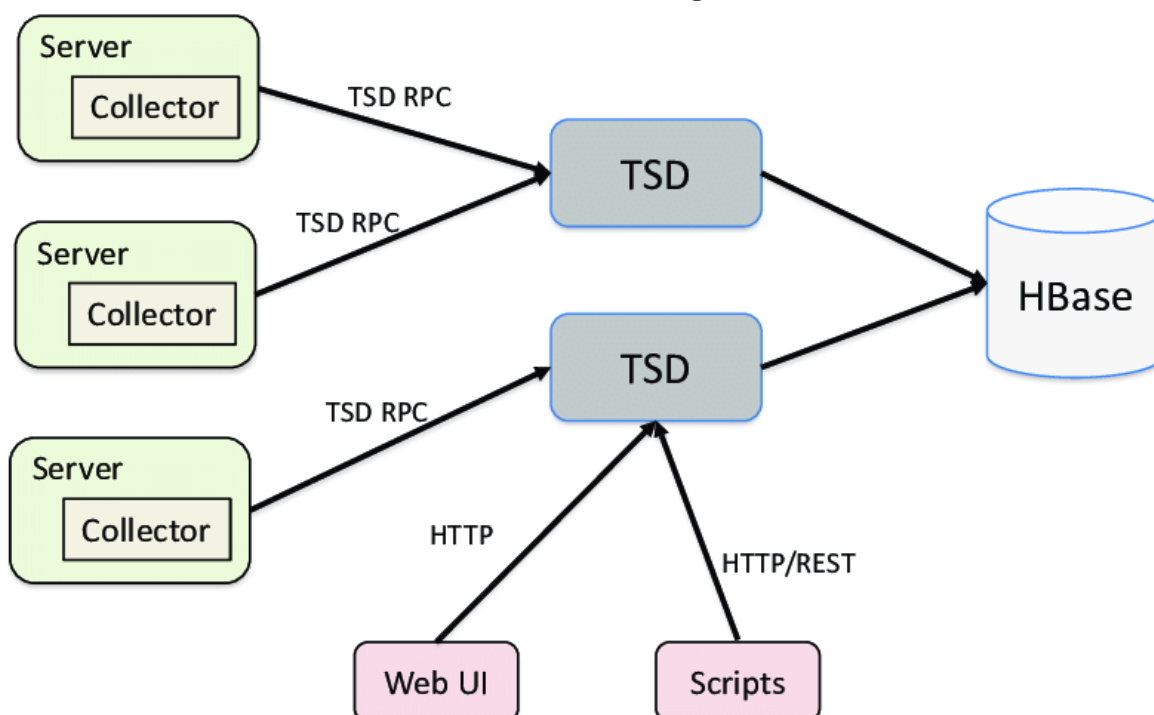 Server
Collector
TSD RPC
TSD
TSD RPC
Server
Collector
HBase
TSD
TSD RPC
Server
Collector
HTTP
HTTP/REST
Web UI
Scripts